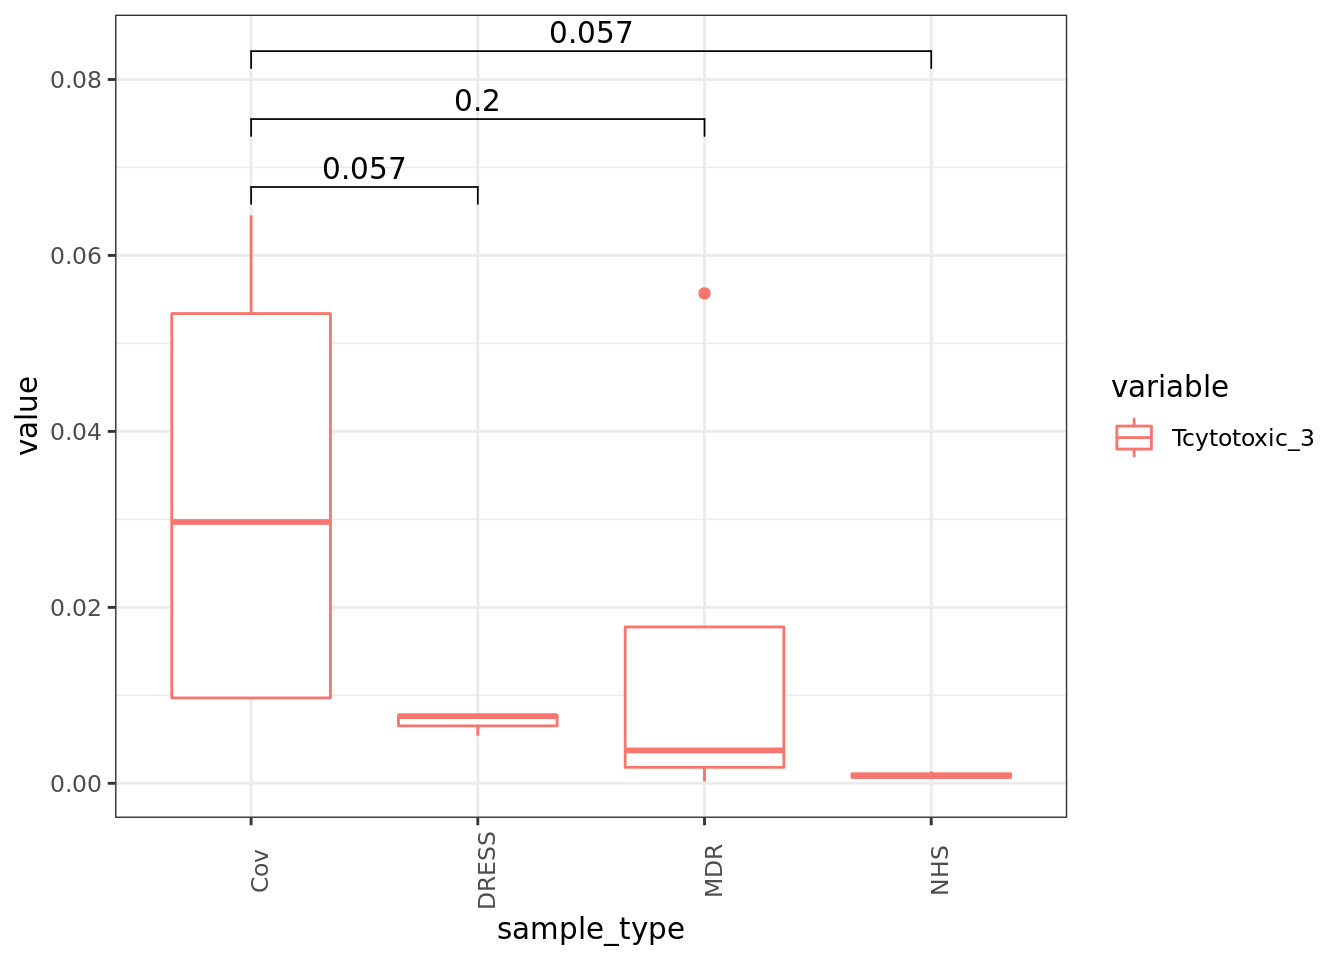 0.057
0.2
0.057
0.08
0.06
0.04
0.02
0.00
value
Cov
DRESS
MDR
NHS
sample_type
variable
Tcytotoxic_3